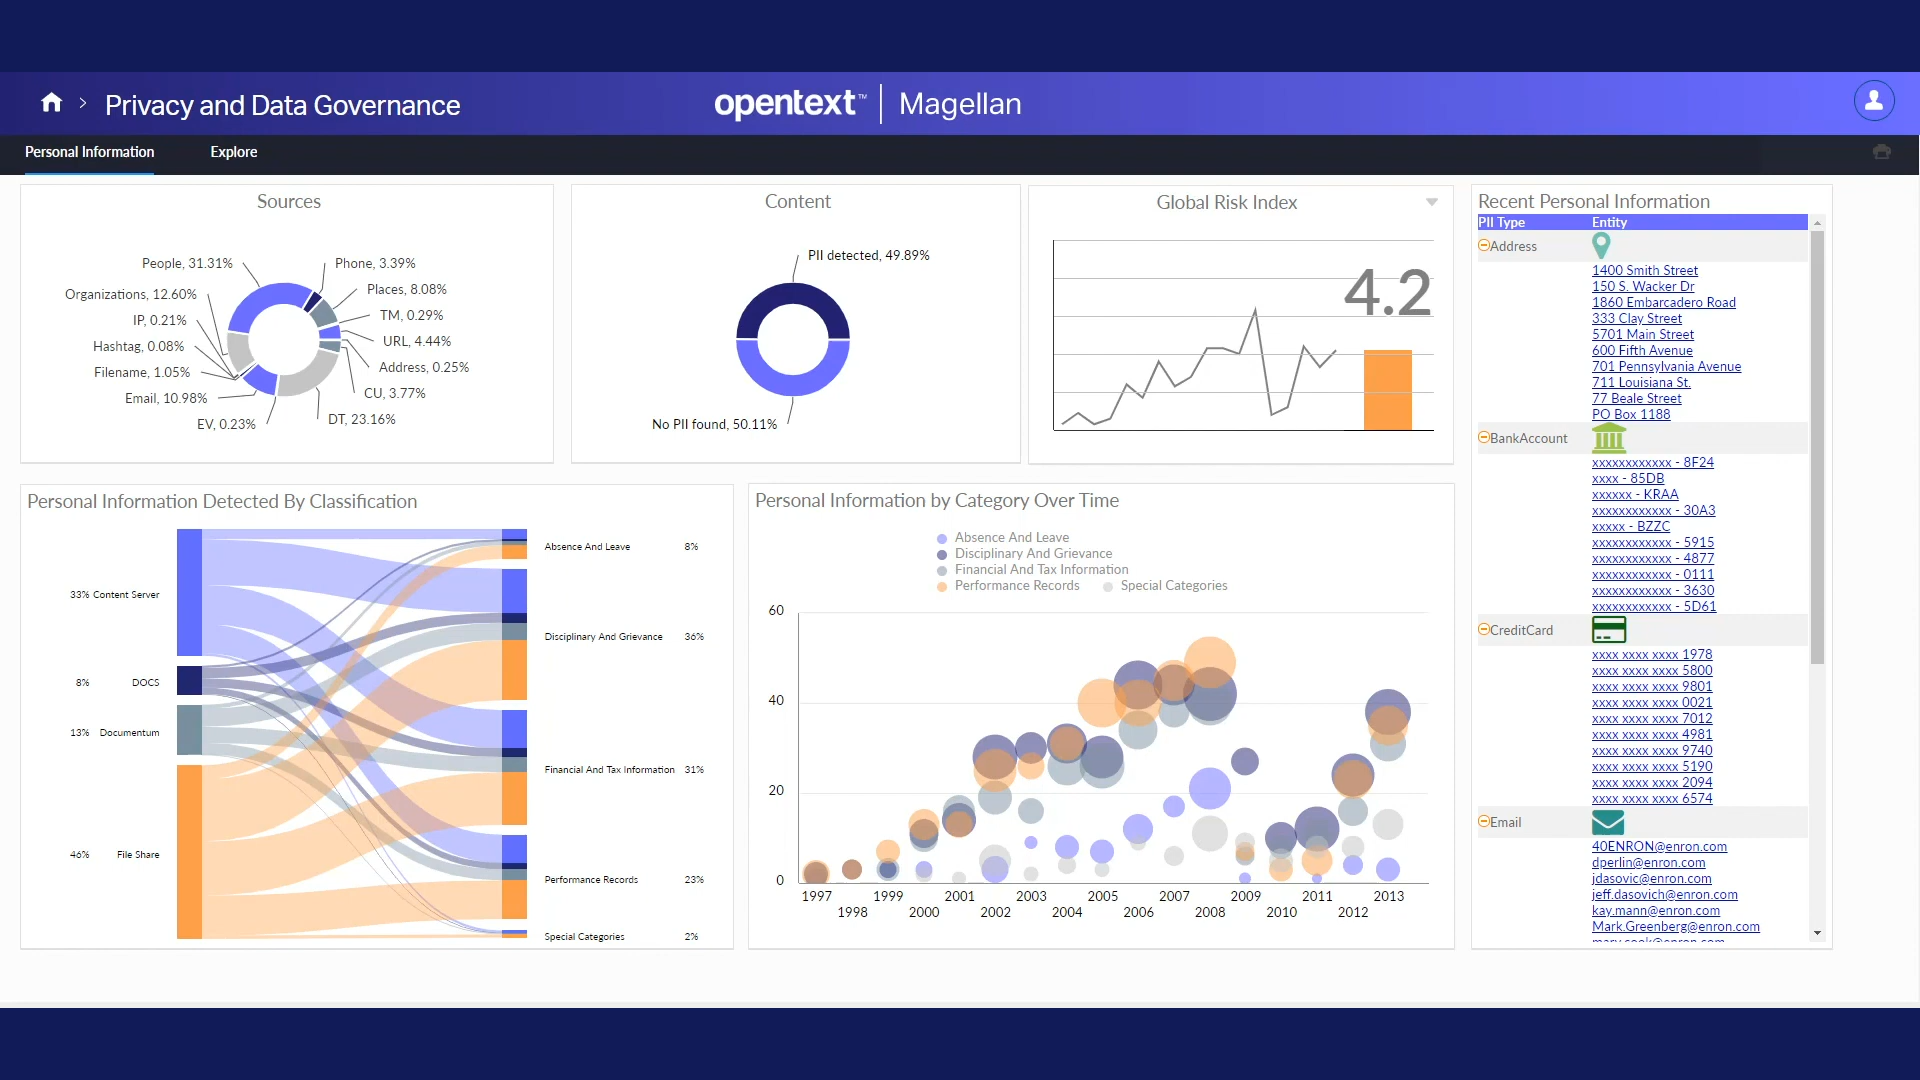 Privacy and Data Governance
opentext™ | Magellan
Personal Information
Explore
Sources
People, 31.31%
Phone, 3.39%
Organizations, 12.60%
Places, 8.08%
IP, 0.21%
TM, 0.29%
Hashtag, 0.08%
URL, 4.44%
Filename, 1.05%
Address, 0.25%
Email, 10.98%
CU, 3.77%
EV, 0.23%
DT, 23.16%
Content
PII detected, 49.89%
No PII found, 50.11%
Global Risk Index
4.2
Personal Information Detected By Classification
33% Content Server
8% DOCS
13% Documentum
46% File Share
Absence And Leave 8%
Disciplinary And Grievance 36%
Financial And Tax Information 31%
Performance Records 23%
Special Categories 2%
Personal Information by Category Over Time
Absence And Leave
Disciplinary And Grievance
Financial And Tax Information
Performance Records Special Categories
60
40
20
0
1997 1999 2001 2003 2005 2007 2009 2011 2013
1998 2000 2002 2004 2006 2008 2010 2012
Recent Personal Information
PII Type Entity
Address
1400 Smith Street
150 S. Wacker Dr
1860 Embarcadero Road
333 Clay Street
5701 Main Street
600 Fifth Avenue
701 Pennsylvania Avenue
711 Louisiana St.
77 Beale Street
PO Box 1188
BankAccount
xxxxxxxxxxxx - 8F24
xxxx - 85DB
xxxxxx - KRAA
xxxxxxxxxxxx - 30A3
xxxxx - BZZC
xxxxxxxxxxxx - 5915
xxxxxxxxxxxx - 4877
xxxxxxxxxxxx - 0111
xxxxxxxxxxxx - 3630
xxxxxxxxxxxx - 5D61
CreditCard
xxxx xxxx xxxx 1978
xxxx xxxx xxxx 5800
xxxx xxxx xxxx 9801
xxxx xxxx xxxx 0021
xxxx xxxx xxxx 7012
xxxx xxxx xxxx 4981
xxxx xxxx xxxx 9740
xxxx xxxx xxxx 5190
xxxx xxxx xxxx 2094
xxxx xxxx xxxx 6574
Email
40ENRON@enron.com
dperlin@enron.com
jdasovic@enron.com
jeff.dasovich@enron.com
kay.mann@enron.com
Mark.Greenberg@enron.com